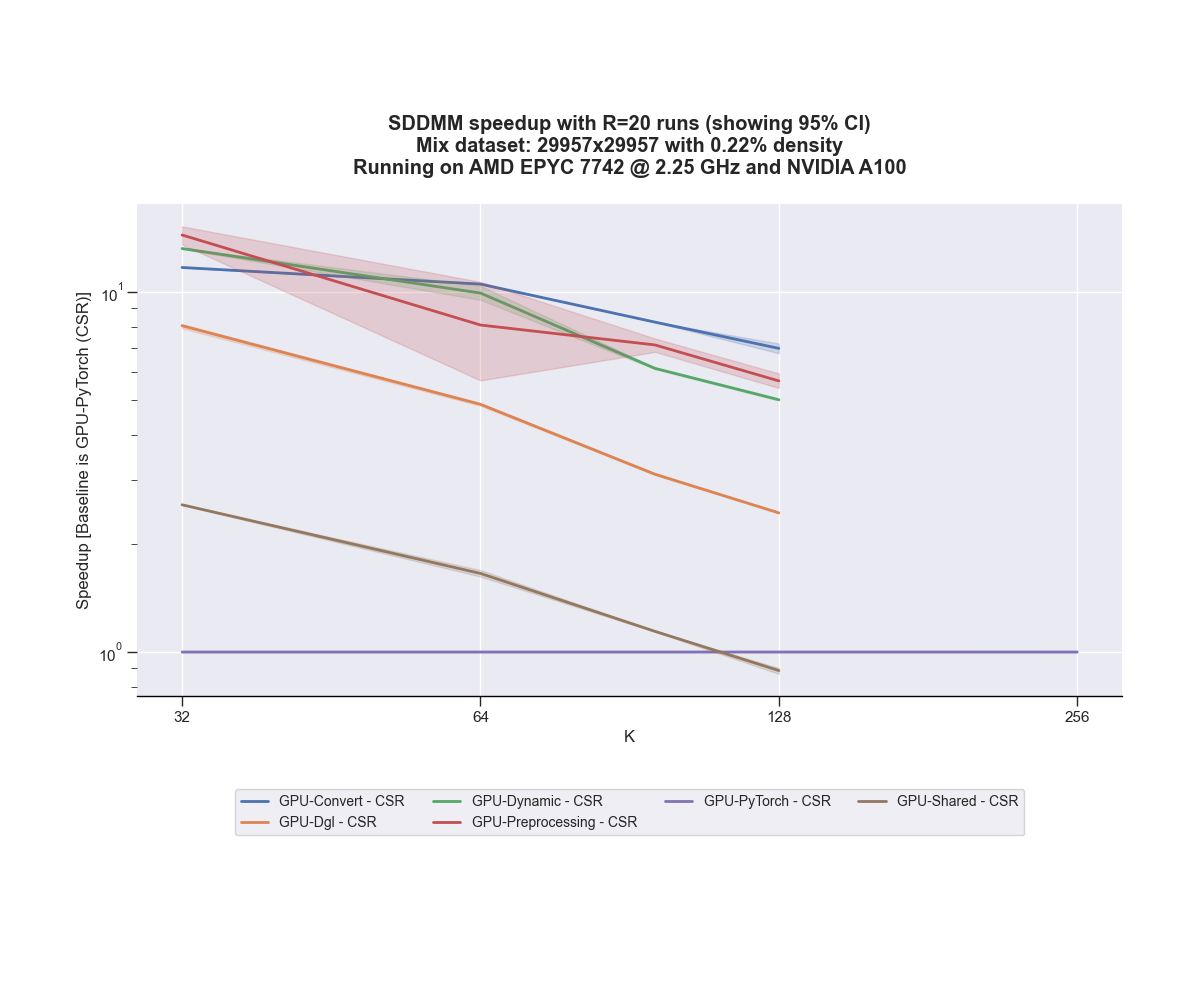 SDDMM speedup with R=20 runs (showing 95% CI)
Mix dataset: 29957x29957 with 0.22% density
Running on AMD EPYC 7742 @ 2.25 GHz and NVIDIA A100
Speedup [Baseline is GPU-PyTorch (CSR)]
10^1
10^0
32 64 128 256
K
GPU-Convert - CSR GPU-Dynamic - CSR GPU-PyTorch - CSR GPU-Shared - CSR
GPU-Dgl - CSR GPU-Preprocessing - CSR